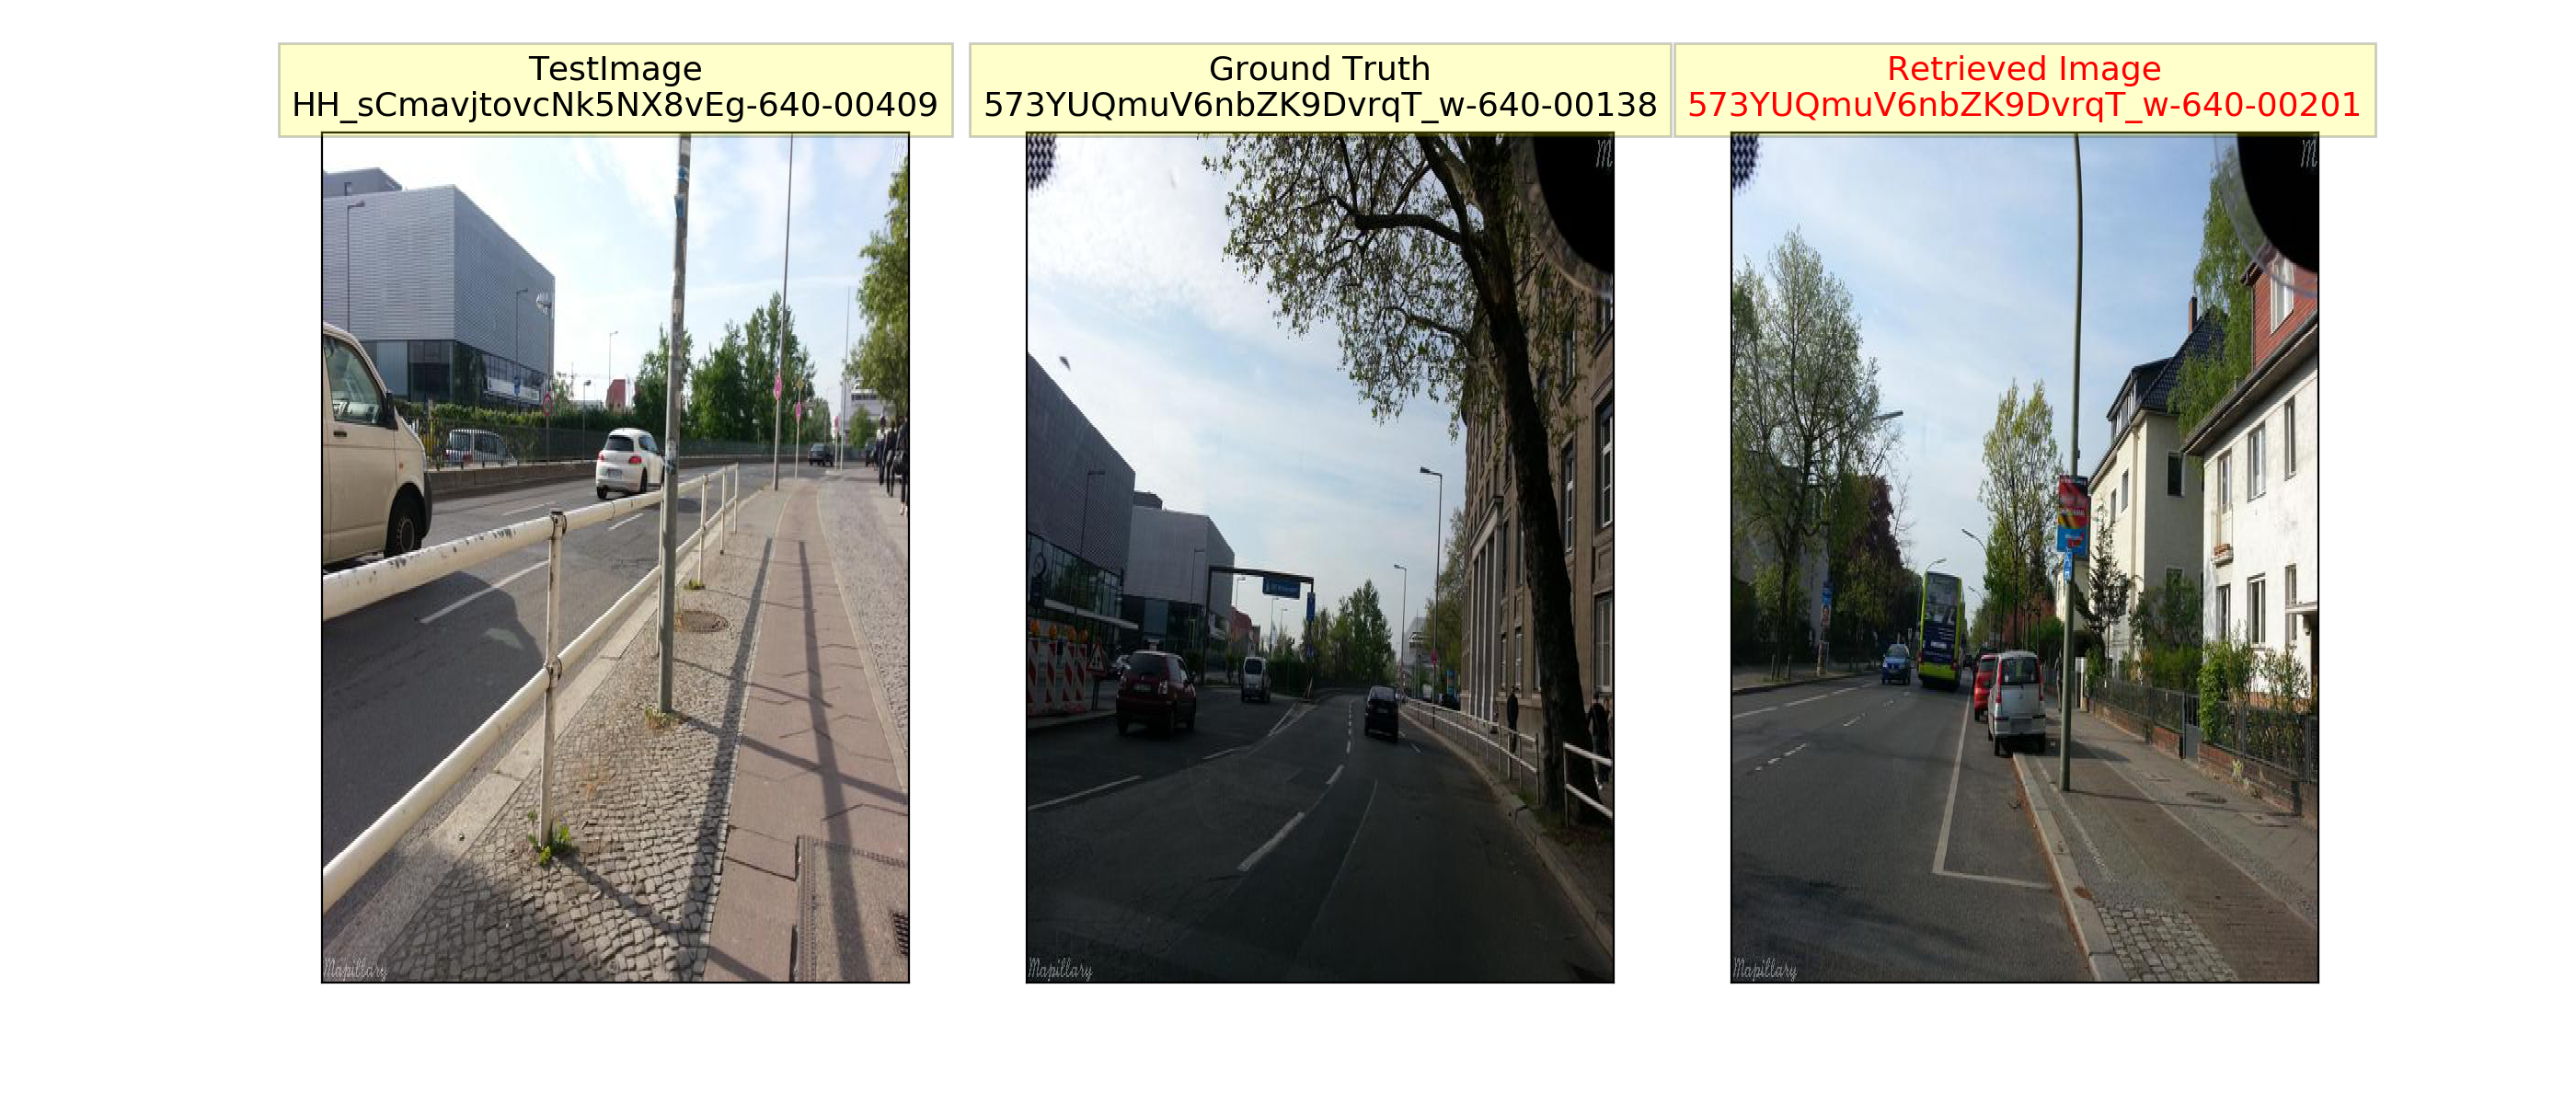 TestImage
HH_sCmavjtovcNk5NX8vEg-640-00409
Ground Truth
573YUQmuV6nbZK9DvrqT_w-640-00138
Retrieved Image
573YUQmuV6nbZK9DvrqT_w-640-00201
M
M
Mapillary
Mapillary
Mapillary